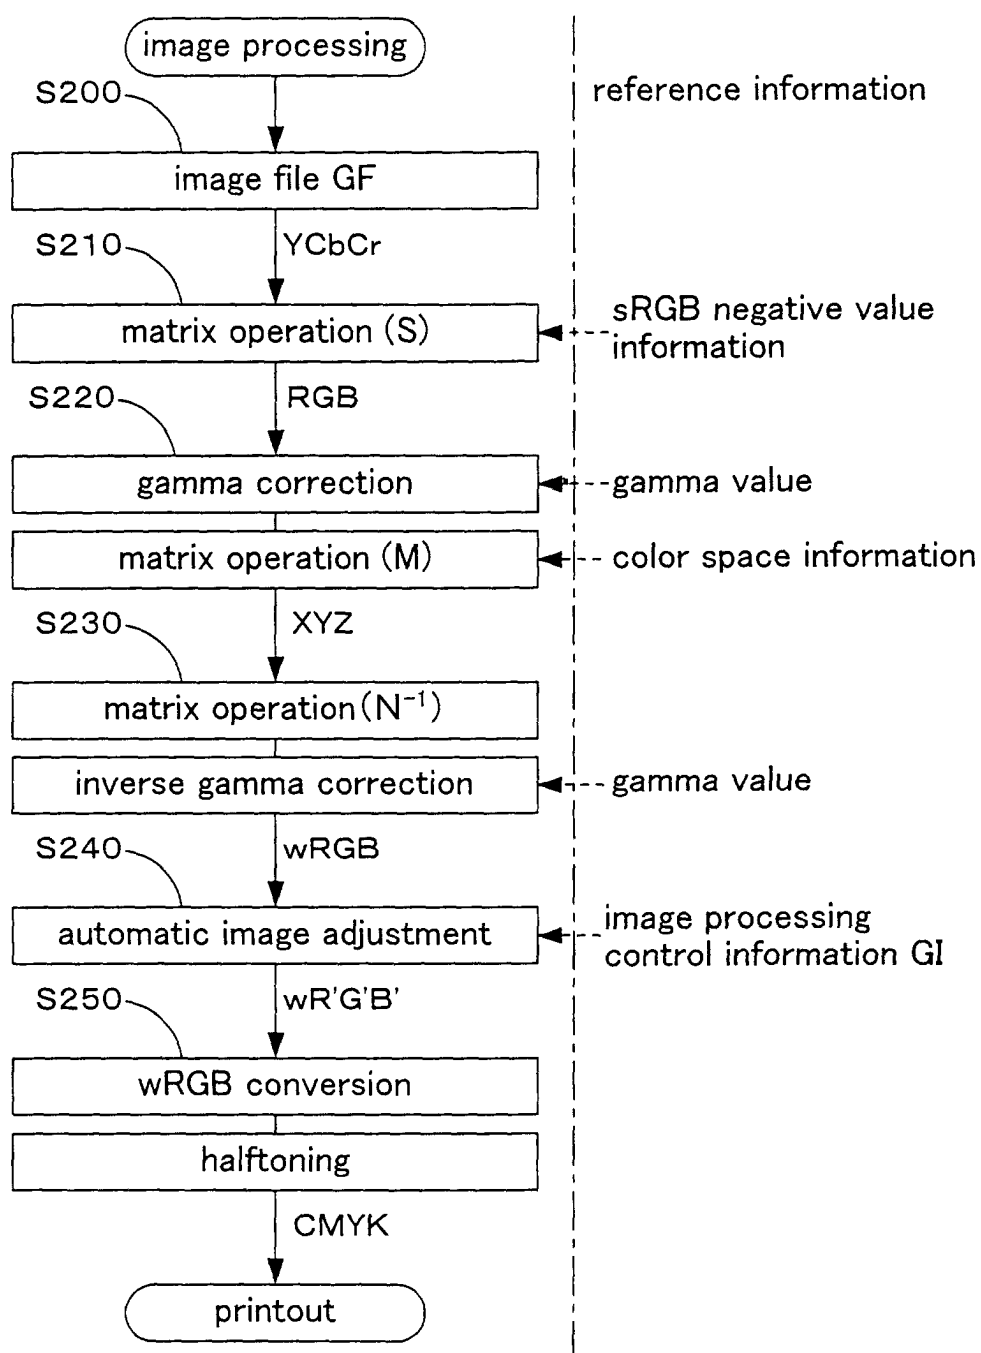 image processing
reference information
S200
image file GF
S210
YCbCr
matrix operation (S)
sRGB negative value
information
S220
RGB
gamma correction
gamma value
matrix operation (M)
color space information
S230
XYZ
matrix operation (N⁻¹)
inverse gamma correction
gamma value
S240
wRGB
automatic image adjustment
image processing
control information GI
S250
wR'G'B'
wRGB conversion
halftoning
CMYK
printout